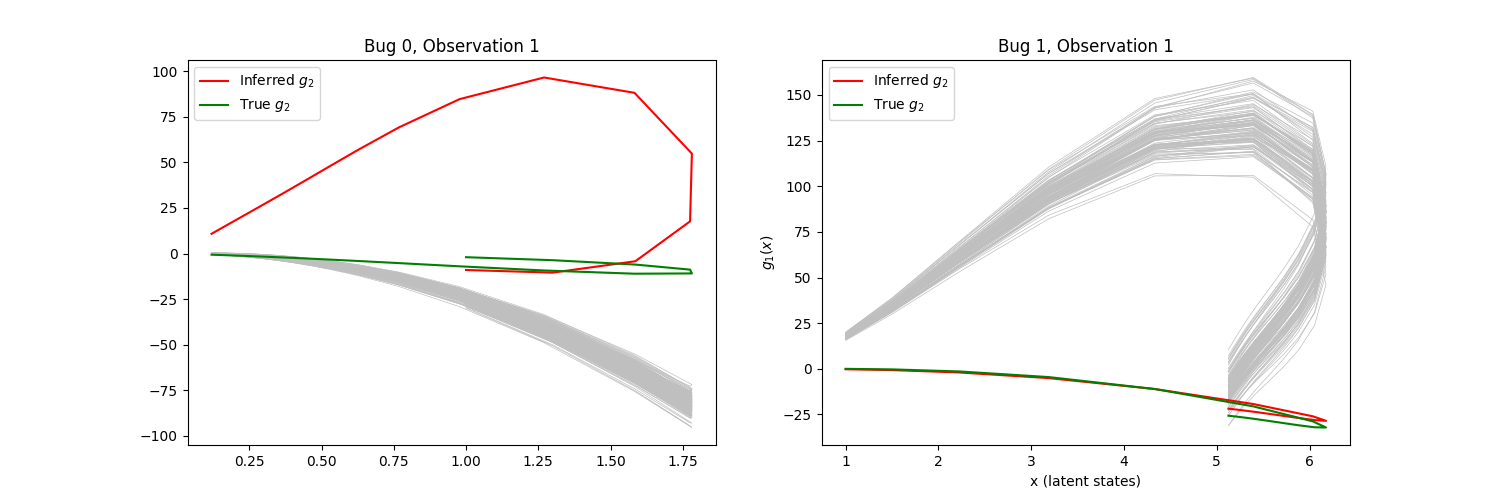 Bug 0, Observation 1
Inferred g₂
True g₂
100
75
50
25
0
−25
−50
−75
−100
0.25 0.50 0.75 1.00 1.25 1.50 1.75
Bug 1, Observation 1
Inferred g₂
True g₂
g₁(x)
150
125
100
75
50
25
0
−25
1 2 3 4 5 6
x (latent states)